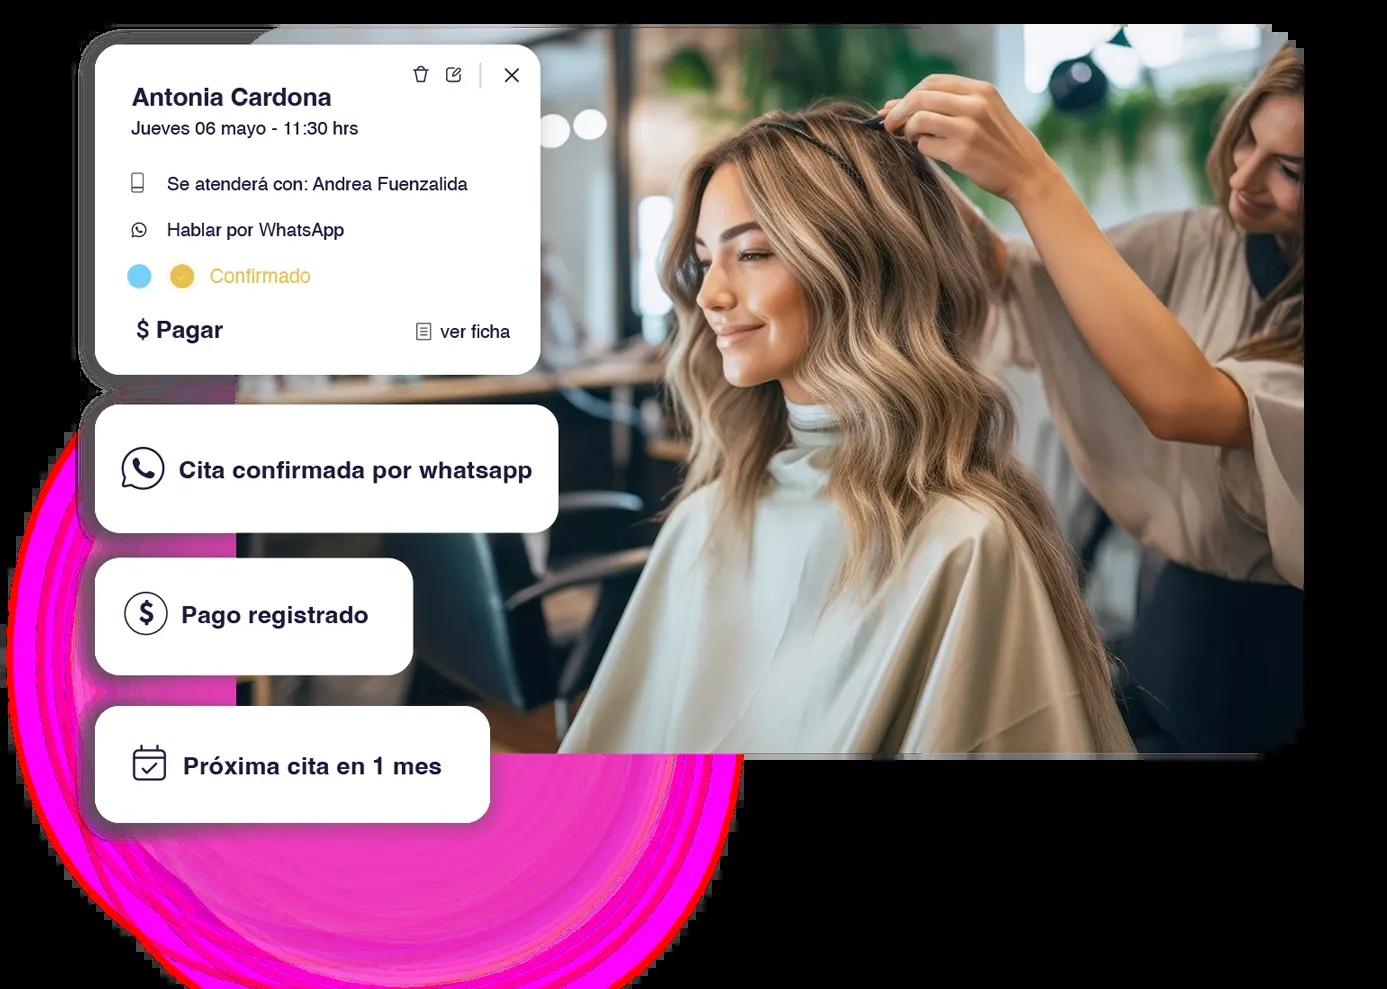 Antonia Cardona
Jueves 06 mayo - 11:30 hrs
Se atenderá con: Andrea Fuenzalida
Hablar por WhatsApp
Confirmado
$ Pagar
ver ficha
Cita confirmada por whatsapp
$ Pago registrado
Próxima cita en 1 mes